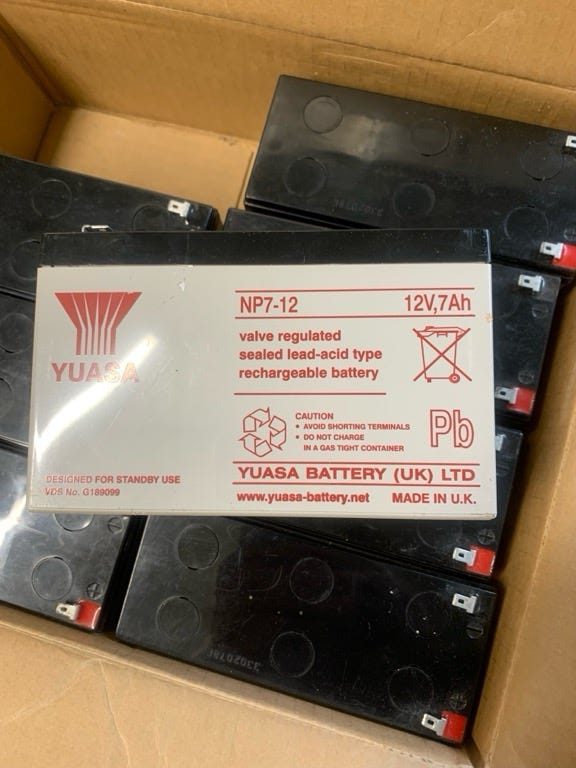 33020781
YUASA
NP7-12 12V,7Ah
valve regulated
sealed lead-acid type
rechargeable battery
CAUTION
• AVOID SHORTING TERMINALS
• DO NOT CHARGE
IN A GAS TIGHT CONTAINER
Pb
YUASA BATTERY (UK) LTD
www.yuasa-battery.net MADE IN U.K.
DESIGNED FOR STANDBY USE
VDS No. G189099
33020781